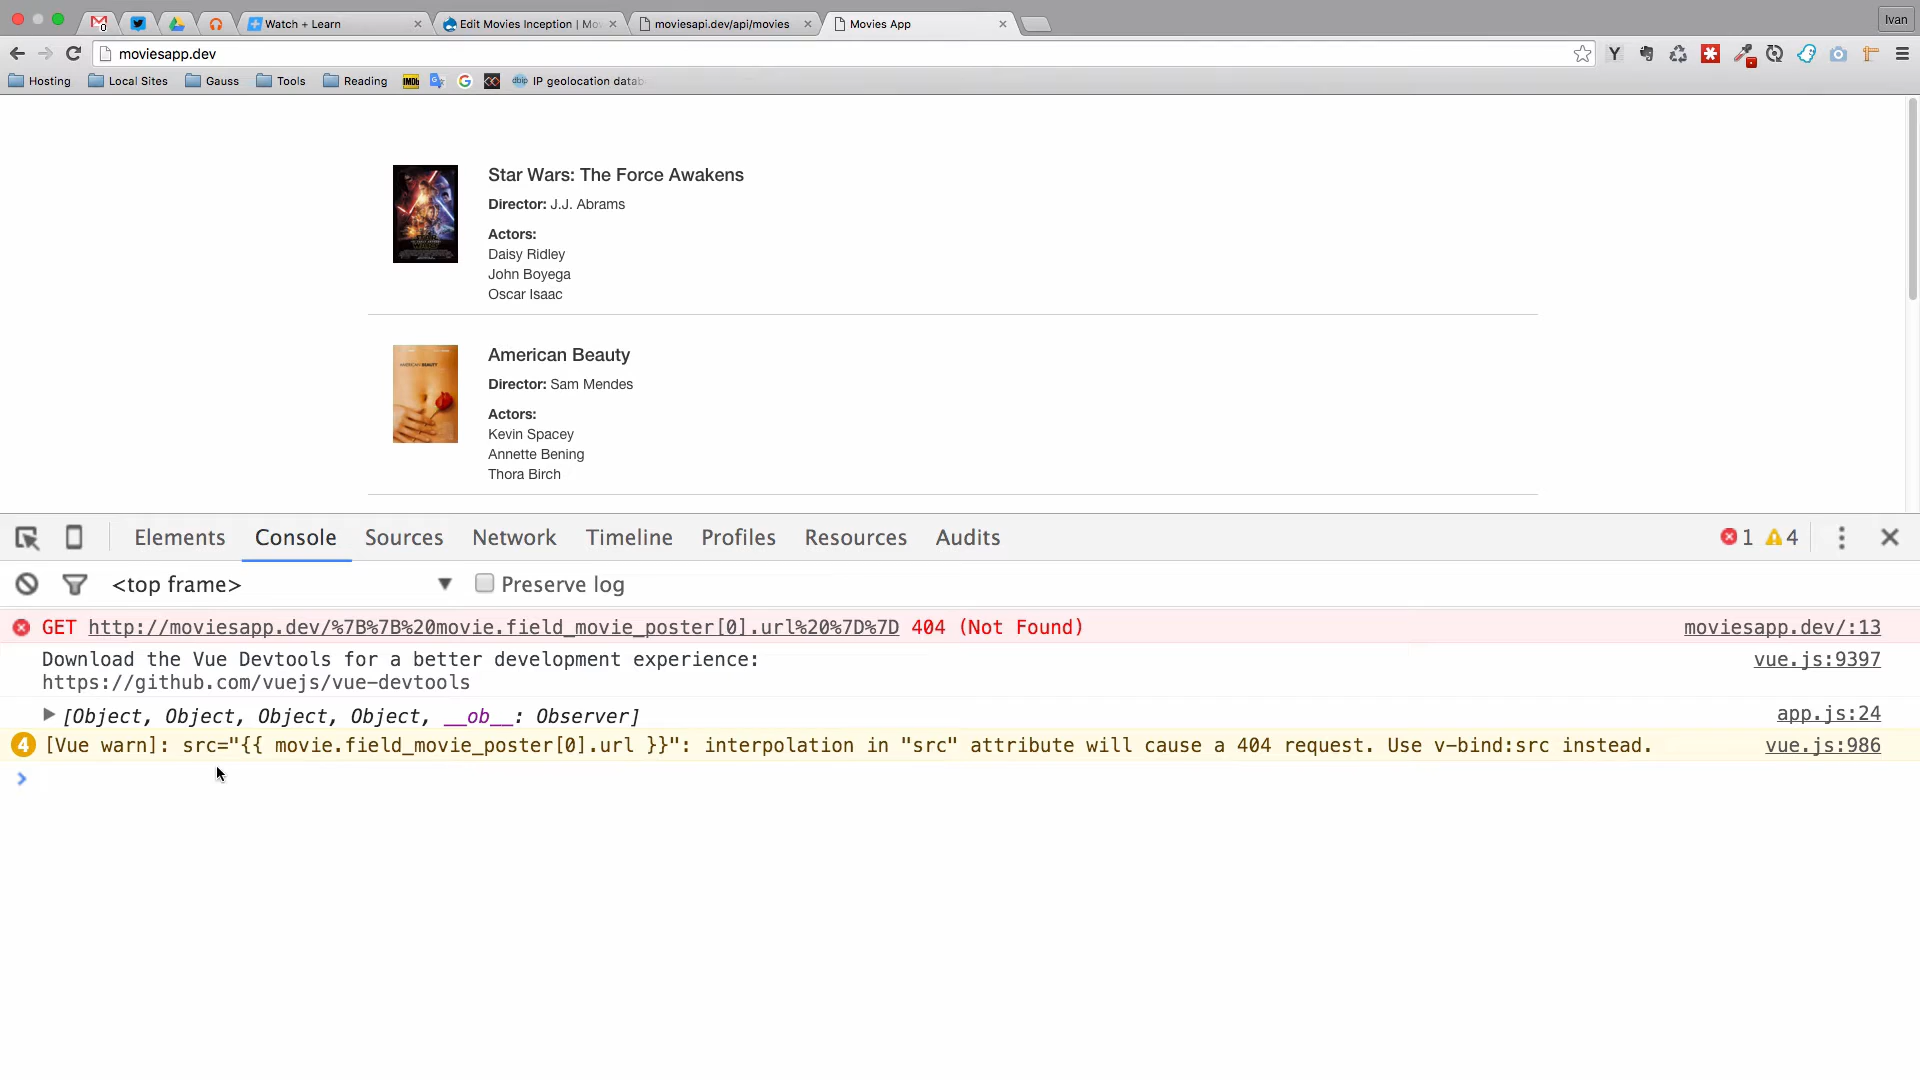 Watch + Learn
Edit Movies Inception | Mov
moviesapi.dev/api/movies
Movies App
Ivan
moviesapp.dev
Hosting
Local Sites
Gauss
Tools
Reading
IMDb
dbip
IP geolocation datab
Star Wars: The Force Awakens
Director: J.J. Abrams
Actors:
Daisy Ridley
John Boyega
Oscar Isaac
AMERICAN BEAUTY
American Beauty
Director: Sam Mendes
Actors:
Kevin Spacey
Annette Bening
Thora Birch
Elements
Console
Sources
Network
Timeline
Profiles
Resources
Audits
1
4
<top frame>
Preserve log
GET http://moviesapp.dev/%7B%7B%20movie.field_movie_poster[0].url%20%7D%7D 404 (Not Found)
moviesapp.dev/:13
Download the Vue Devtools for a better development experience:
vue.js:9397
https://github.com/vuejs/vue-devtools
[Object, Object, Object, Object, __ob__: Observer]
app.js:24
4 [Vue warn]: src="{{ movie.field_movie_poster[0].url }}": interpolation in "src" attribute will cause a 404 request. Use v-bind:src instead.
vue.js:986